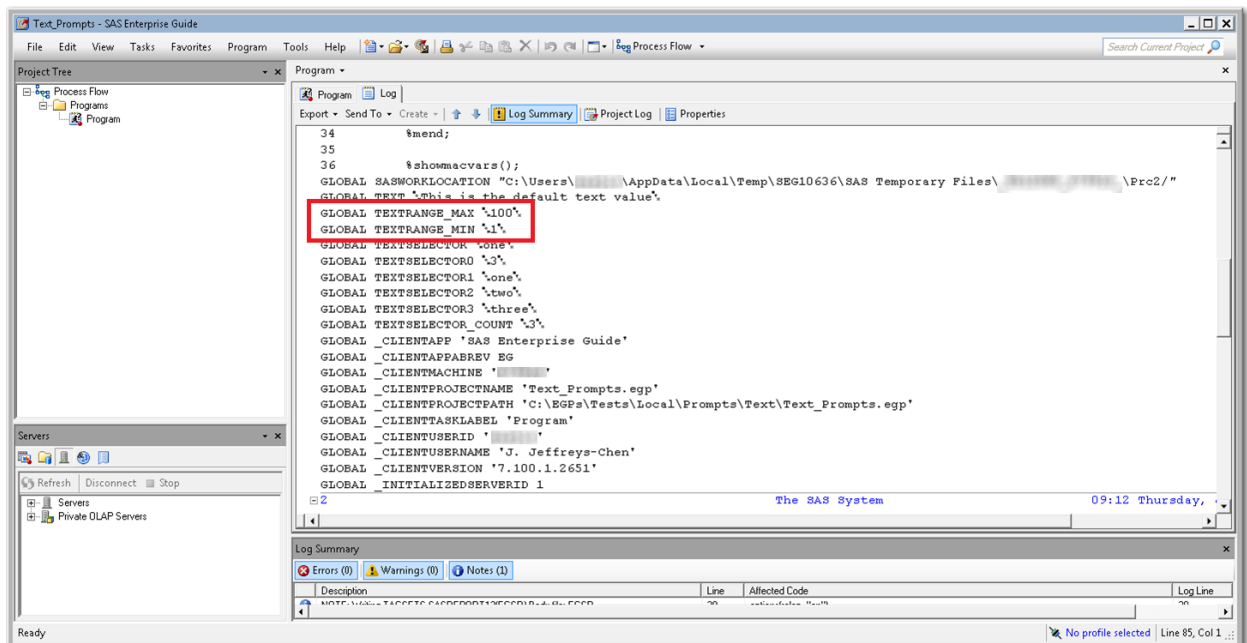 Text_Prompts - SAS Enterprise Guide
File Edit View Tasks Favorites Program Tools Help Process Flow
Search Current Project
Project Tree
Process Flow
Programs
Program
Program
Program Log
Export Send To Create Log Summary Project Log Properties
34 %mend;
35
36 %showmacvars();
GLOBAL SASWORKLOCATION "C:\Users\ \AppData\Local\Temp\SEG10636\SAS Temporary Files\ \Prc2/"
GLOBAL TEXT This is the default text value
GLOBAL TEXTRANGE_MAX 100
GLOBAL TEXTRANGE_MIN 1
GLOBAL TEXTSELECTOR one
GLOBAL TEXTSELECTOR0 3
GLOBAL TEXTSELECTOR1 one
GLOBAL TEXTSELECTOR2 two
GLOBAL TEXTSELECTOR3 three
GLOBAL TEXTSELECTOR_COUNT 3
GLOBAL _CLIENTAPP 'SAS Enterprise Guide'
GLOBAL _CLIENTAPPABREV EG
GLOBAL _CLIENTMACHINE ' '
GLOBAL _CLIENTPROJECTNAME 'Text_Prompts.egp'
GLOBAL _CLIENTPROJECTPATH 'C:\EGPs\Tests\Local\Prompts\Text\Text_Prompts.egp'
GLOBAL _CLIENTTASKLABEL 'Program'
GLOBAL _CLIENTUSERID ' '
GLOBAL _CLIENTUSERNAME 'J. Jeffreys-Chen'
GLOBAL _CLIENTVERSION '7.100.1.2651'
GLOBAL _INITIALIZEDSERVERID 1
2 The SAS System 09:12 Thursday,
Servers
Refresh Disconnect Stop
Servers
Private OLAP Servers
Log Summary
Errors (0) Warnings (0) Notes (1)
Description Line Affected Code Log Line
Ready No profile selected Line 85, Col 1